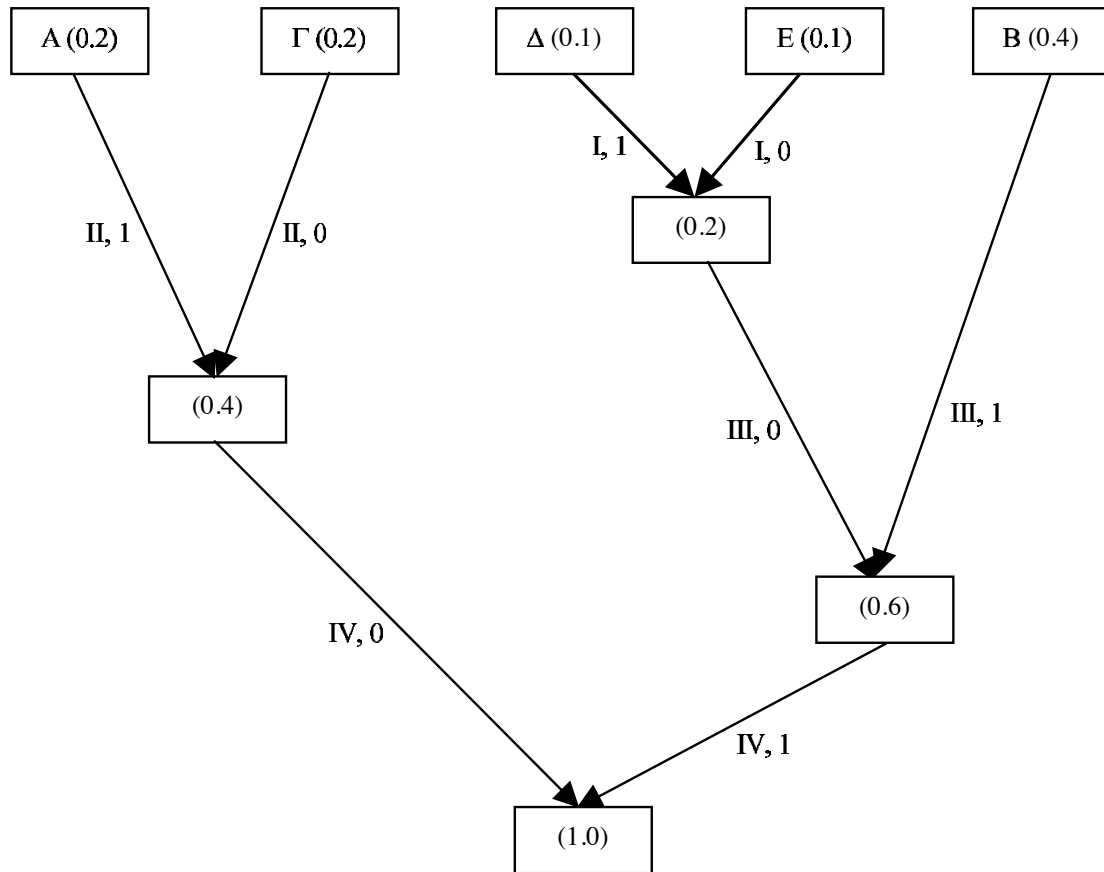 Α (0.2)
Γ (0.2)
Δ (0.1)
Ε (0.1)
Β (0.4)
I, 1
I, 0
II, 1
II, 0
(0.2)
(0.4)
III, 0
III, 1
(0.6)
IV, 0
IV, 1
(1.0)